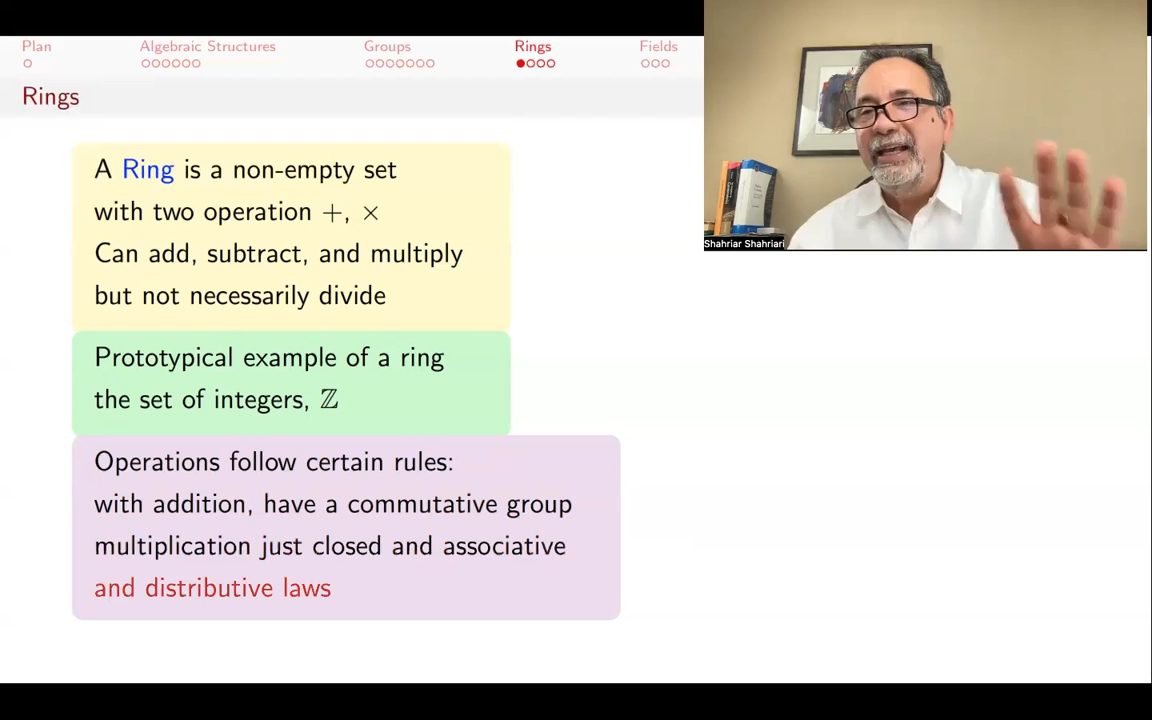 Plan
Algebraic Structures
Groups
Rings
Fields
Rings
A Ring is a non-empty set
with two operation +, ×
Can add, subtract, and multiply
but not necessarily divide
Prototypical example of a ring
the set of integers, ℤ
Operations follow certain rules:
with addition, have a commutative group
multiplication just closed and associative
and distributive laws
Shahriar Shahriari